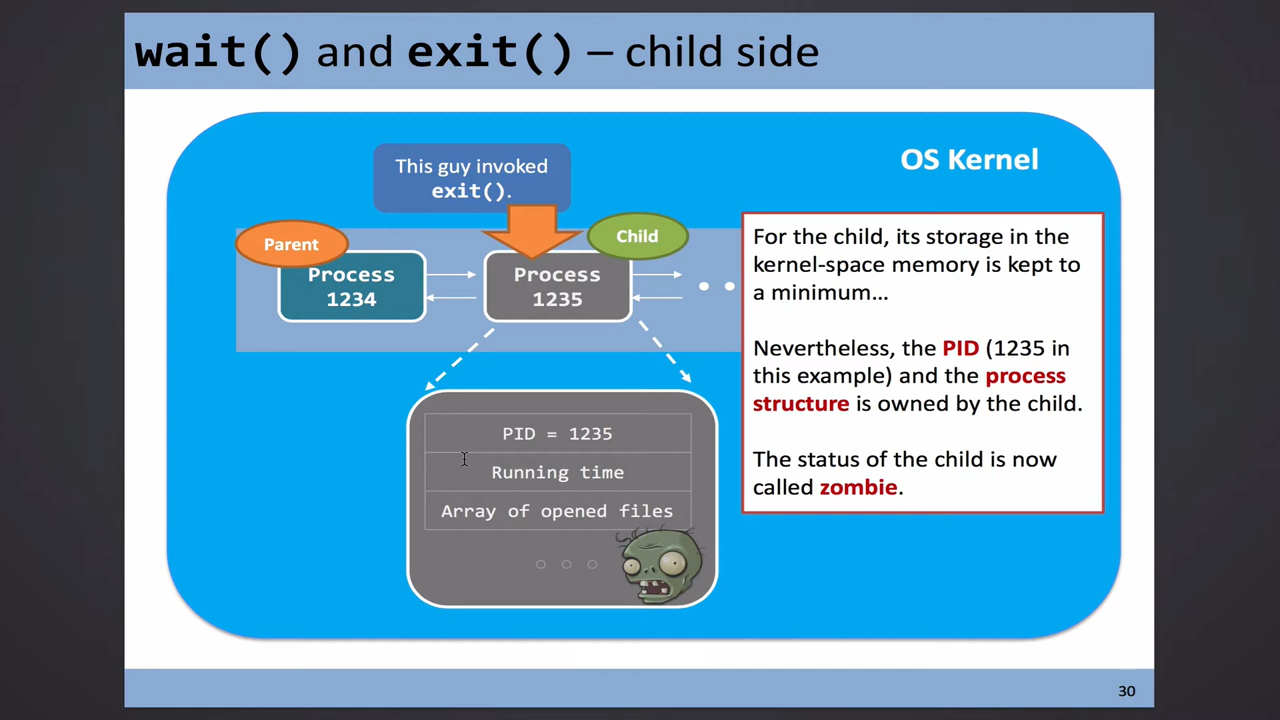 wait() and exit() – child side
OS Kernel
This guy invoked
exit().
Parent
Child
Process
1234
Process
1235
For the child, its storage in the
kernel-space memory is kept to
a minimum...
Nevertheless, the PID (1235 in
this example) and the process
structure is owned by the child.
The status of the child is now
called zombie.
PID = 1235
Running time
Array of opened files
30